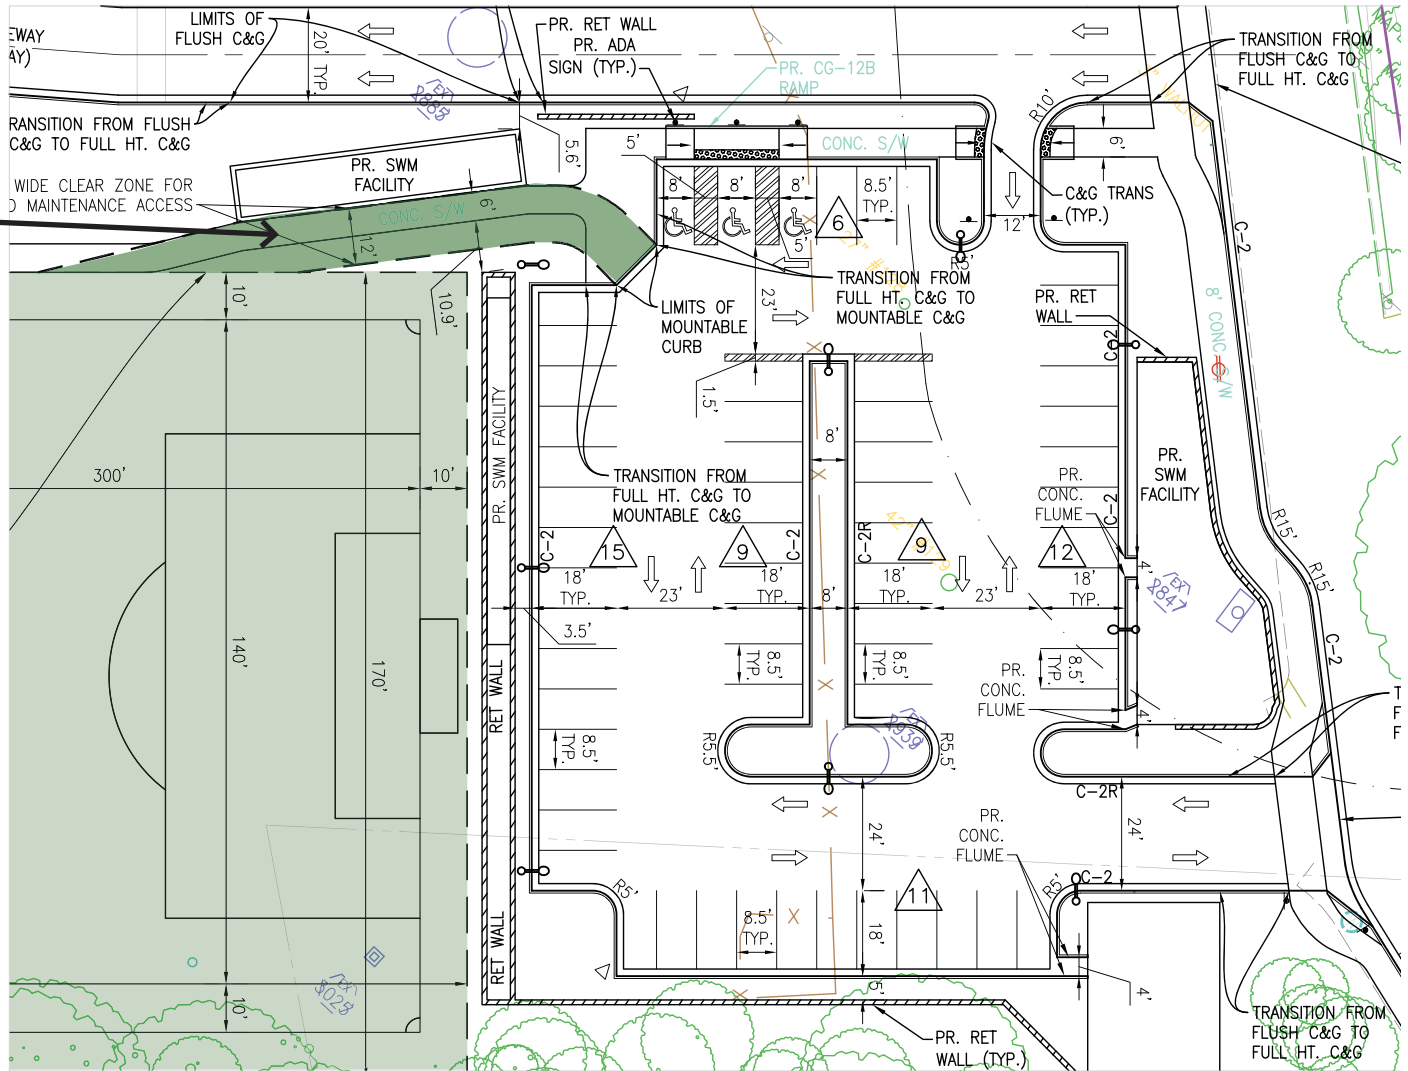 EWAY
AY)
LIMITS OF
FLUSH C&G
20'
TYP.
PR. RET WALL
PR. ADA
SIGN (TYP.)
PR. CG-12B
RAMP
TRANSITION FROM
FLUSH C&G TO
FULL HT. C&G
RANSITION FROM FLUSH
C&G TO FULL HT. C&G
(EX)
2888
R10'
6'
5.6'
5'
CONC. S/W
PR. SWM
FACILITY
WIDE CLEAR ZONE FOR
MAINTENANCE ACCESS
CONC. S/W
6'
12'
8'
8'
8'
8.5'
TYP.
6
5'
12'
C&G TRANS
(TYP.)
C-2
R5'
10'
10.9'
23'
TRANSITION FROM
FULL HT. C&G TO
MOUNTABLE C&G
LIMITS OF
MOUNTABLE
CURB
PR. RET
WALL
8' CONC. S/W
C-2
1.5'
8'
PR. SWM FACILITY
PR.
SWM
FACILITY
300'
10'
TRANSITION FROM
FULL HT. C&G TO
MOUNTABLE C&G
PR.
CONC.
FLUME
C-2
C-2
15
9
C-2
C-2R
9
12
R15'
R15'
18'
TYP.
23'
18'
TYP.
8'
18'
TYP.
23'
18'
TYP.
4'
(EX)
2847
3.5'
140'
170'
RET WALL
8.5'
TYP.
8.5'
TYP.
8.5'
TYP.
C-2
PR.
CONC.
FLUME
4'
T
F
F
(EX)
2939
8.5'
TYP.
R5.5'
R5.5'
C-2R
24'
24'
PR.
CONC.
FLUME
R5'
R5'
C-2
11
RET WALL
8.5'
TYP.
18'
(EX)
3028
10'
5'
4'
PR. RET
WALL (TYP.)
TRANSITION FROM
FLUSH C&G TO
FULL HT. C&G